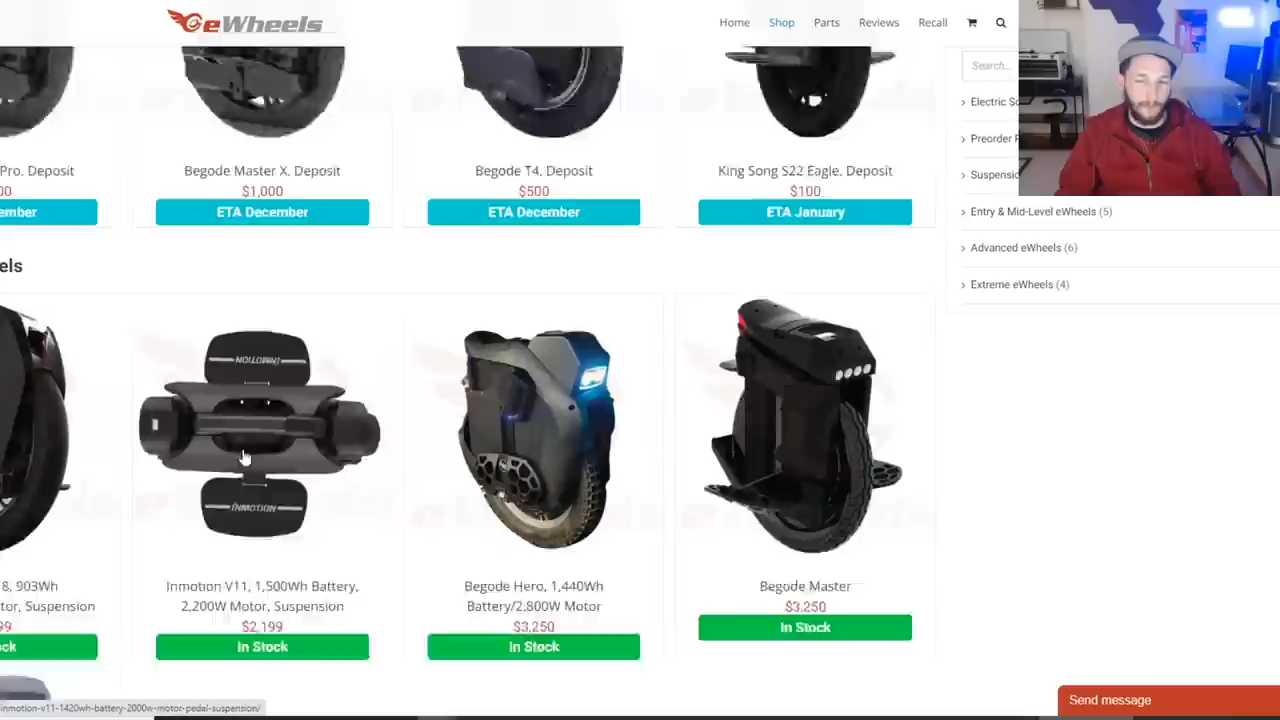 eWheels
Home
Shop
Parts
Reviews
Recall
Search...
Electric Sc
Preorder P
Suspensio
Entry & Mid-Level eWheels (5)
Advanced eWheels (6)
Extreme eWheels (4)
Pro, Deposit
00
ember
Begode Master X, Deposit
$1,000
ETA December
Begode T4, Deposit
$500
ETA December
King Song S22 Eagle, Deposit
$100
ETA January
els
INMOTION
INMOTION
8, 903Wh
tor, Suspension
99
ck
Inmotion V11, 1,500Wh Battery,
2,200W Motor, Suspension
$2,199
In Stock
Begode Hero, 1,440Wh
Battery/2,800W Motor
$3,250
In Stock
Begode Master
$3,250
In Stock
inmotion-v11-1420wh-battery-2000w-motor-pedal-suspension/
Send message